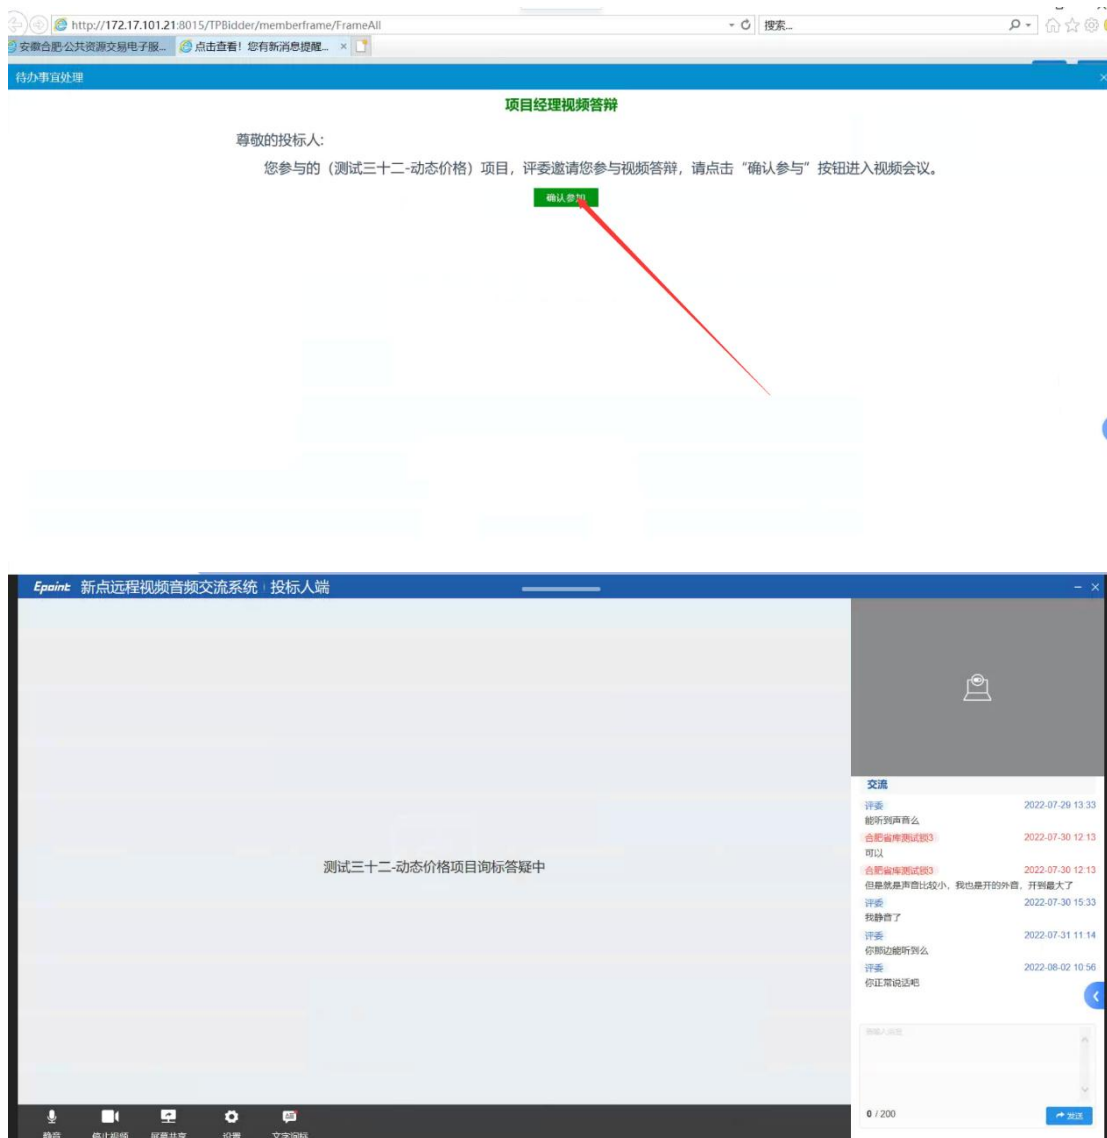 http://172.17.101.21:8015/TPBidder/memberframe/FrameAll
搜索...
安徽合肥公共资源交易电子服...
点击查看！您有新消息提醒...
待办事宜处理
项目经理视频答辩
尊敬的投标人:
您参与的（测试三十二-动态价格）项目，评委邀请您参与视频答辩，请点击“确认参与”按钮进入视频会议。
确认参加
Epoint 新点远程视频音频交流系统 投标人端
测试三十二-动态价格项目询标答疑中
交流
评委 2022-07-29 13:33
能听到声音么
合肥省库测试锁3 2022-07-30 12:13
可以
合肥省库测试锁3 2022-07-30 12:13
但是就是声音比较小，我也是开的外音，开到最大了
评委 2022-07-30 15:33
我静音了
评委 2022-07-31 11:14
你那边能听到么
评委 2022-08-02 10:56
你正常说话吧
0 / 200
发送
静音 停止视频 屏幕共享 设置 文字询标